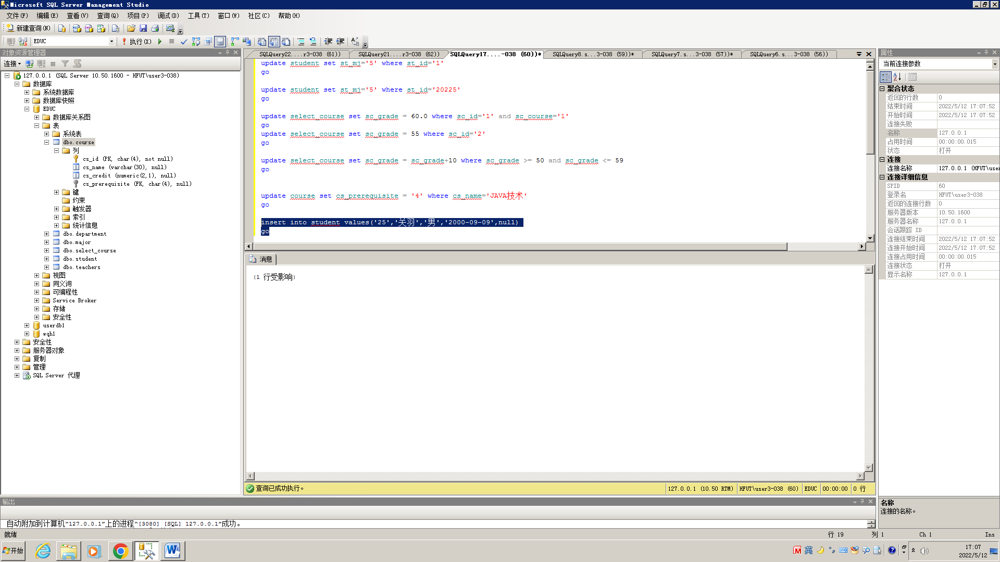 Microsoft SQL Server Management Studio
文件(F) 编辑(E) 查看(V) 查询(Q) 项目(P) 调试(D) 工具(T) 窗口(W) 社区(C) 帮助(H)
新建查询(N)
EDUC 执行(X)
对象资源管理器
连接
127.0.0.1 (SQL Server 10.50.1600 - HFUT\user3-038)
数据库
系统数据库
数据库快照
EDUC
数据库关系图
表
系统表
dbo.course
列
cs_id (PK, char(4), not null)
cs_name (varchar(30), null)
cs_credit (numeric(2,1), null)
cs_prerequisite (FK, char(4), null)
键
约束
触发器
索引
统计信息
dbo.department
dbo.major
dbo.select_course
dbo.student
dbo.teachers
视图
同义词
可编程性
Service Broker
存储
安全性
userdb1
wqh1
安全性
服务器对象
复制
管理
SQL Server 代理
SQLQuery22....r3-038 (61)) SQLQuery21....r3-038 (62)) SQLQuery17....-038 (60))* SQLQuery8.s...3-038 (59))* SQLQuery7.s...3-038 (57))* SQLQuery6.s...3-038 (56))
update student set st_mj='5' where st_id='1'
go
update student set st_mj='5' where st_id='20225'
go
update select_course set sc_grade = 60.0 where sc_id='1' and sc_course='1'
go
update select_course set sc_grade = 55 where sc_id='2'
go
update select_course set sc_grade = sc_grade+10 where sc_grade >= 50 and sc_grade <= 59
go
update course set cs_prerequisite = '4' where cs_name='JAVA技术'
go
insert into student values('25','关羽','男','2000-09-09',null)
go
消息
(1 行受影响)
查询已成功执行。 127.0.0.1 (10.50 RTM) HFUT\user3-038 (60) EDUC 00:00:00 0 行
属性
当前连接参数
聚合状态
返回的行数 0
结束时间 2022/5/12 17:07:52
开始时间 2022/5/12 17:07:52
连接失败
名称 127.0.0.1
占用时间 00:00:00.015
状态 打开
连接
连接名称 127.0.0.1 (HFUT\use
连接详细信息
SPID 60
登录名 HFUT\user3-038
返回的连接行数 0
服务器版本 10.50.1600
服务器名称 127.0.0.1
会话跟踪 ID
连接结束时间 2022/5/12 17:07:52
连接开始时间 2022/5/12 17:07:52
连接占用时间 00:00:00.015
连接状态 打开
显示名称 127.0.0.1
名称
连接的名称。
输出
自动附加到计算机“127.0.0.1”上的进程“[3080] [SQL] 127.0.0.1”成功。
就绪 行 19 列 1 Ch 1 Ins
开始 英 17:07
2022/5/12